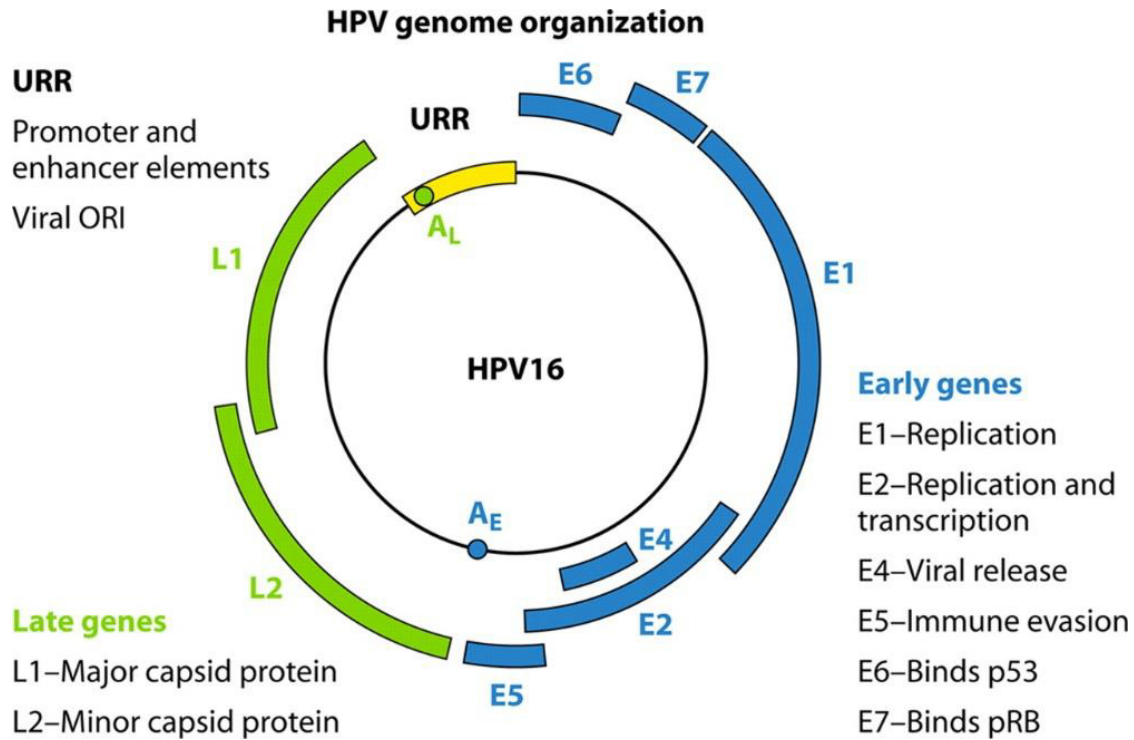 HPV genome organization
URR
Promoter and
enhancer elements
Viral ORI
URR
E6
E7
A_L
L1
E1
HPV16
A_E
E4
L2
E2
E5
Early genes
E1–Replication
E2–Replication and
transcription
E4–Viral release
E5–Immune evasion
E6–Binds p53
E7–Binds pRB
Late genes
L1–Major capsid protein
L2–Minor capsid protein